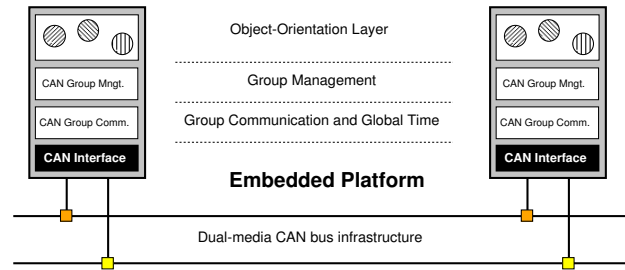 Object-Orientation Layer
CAN Group Mngt.
Group Management
CAN Group Mngt.
CAN Group Comm.
Group Communication and Global Time
CAN Group Comm.
CAN Interface
CAN Interface
Embedded Platform
Dual-media CAN bus infrastructure